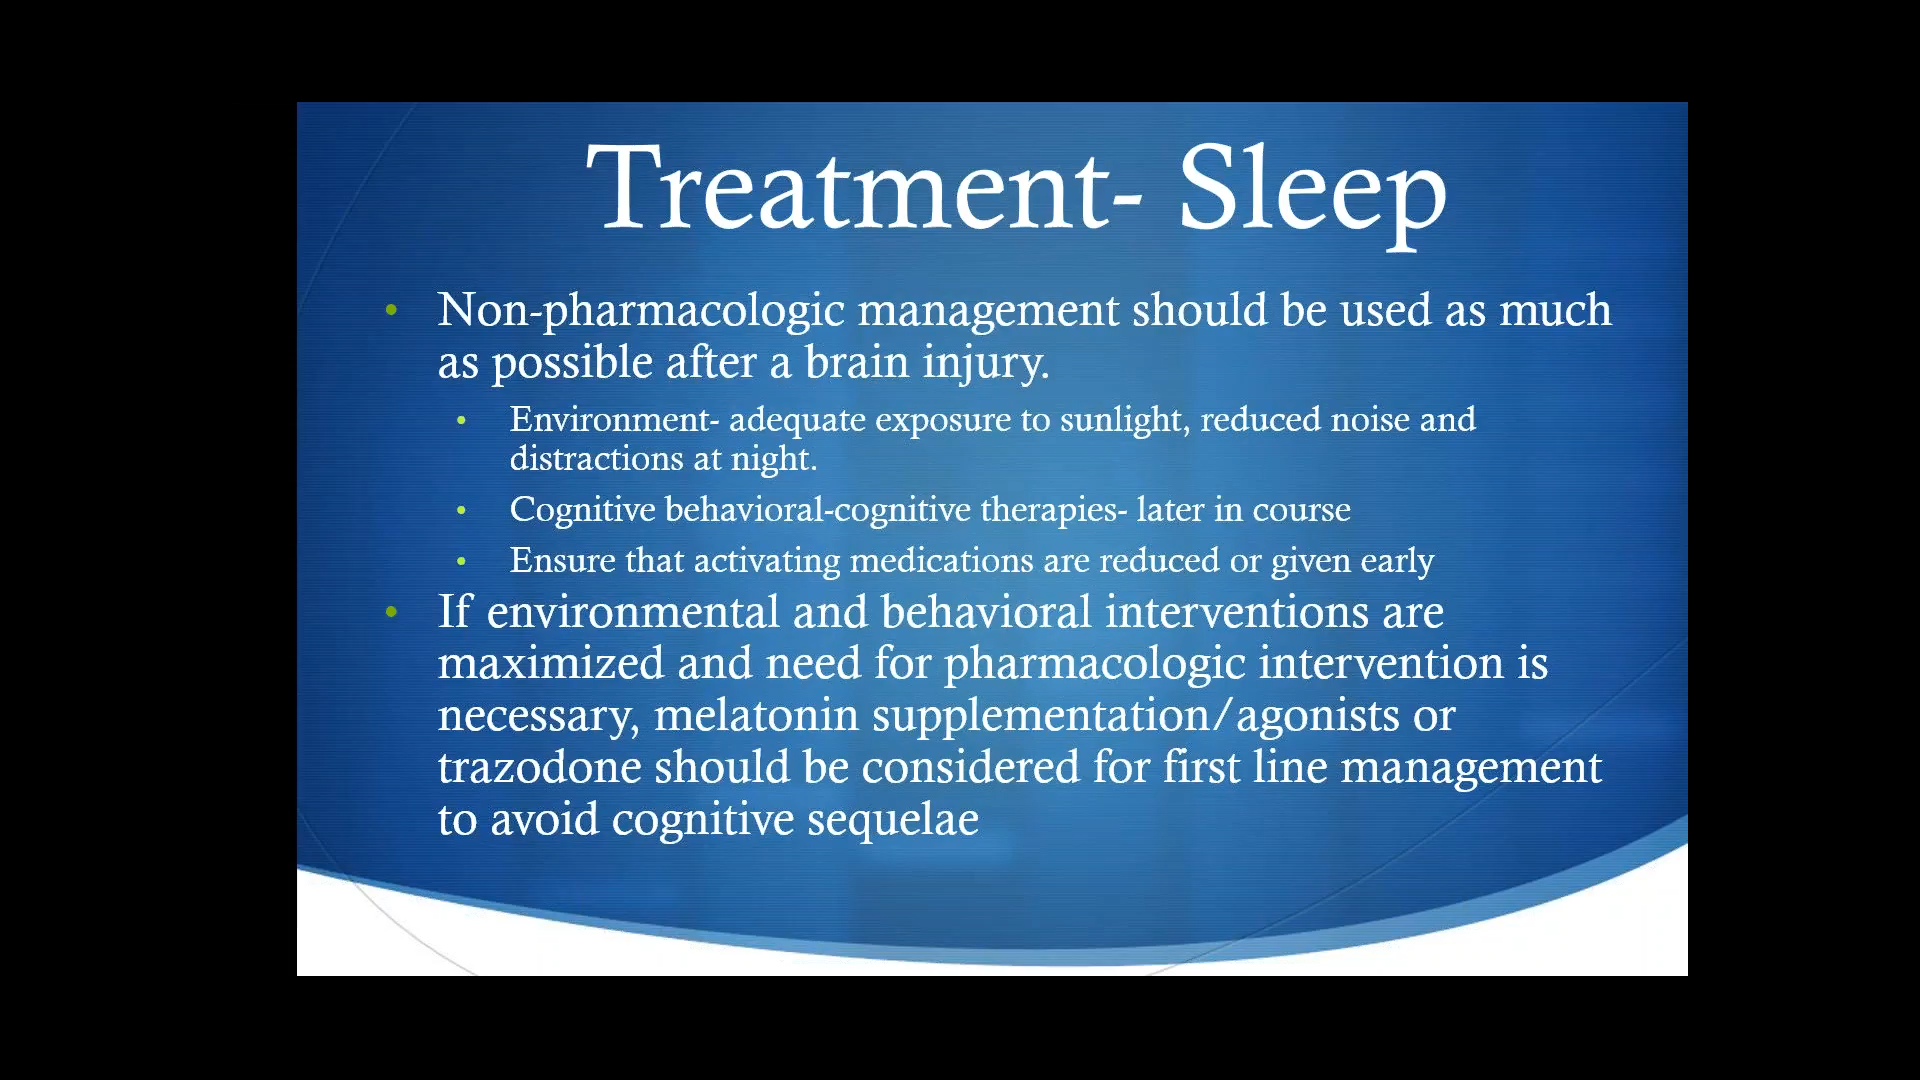 Treatment- Sleep
• Non-pharmacologic management should be used as much
as possible after a brain injury.
• Environment- adequate exposure to sunlight, reduced noise and
distractions at night.
• Cognitive behavioral-cognitive therapies- later in course
• Ensure that activating medications are reduced or given early
• If environmental and behavioral interventions are
maximized and need for pharmacologic intervention is
necessary, melatonin supplementation/agonists or
trazodone should be considered for first line management
to avoid cognitive sequelae